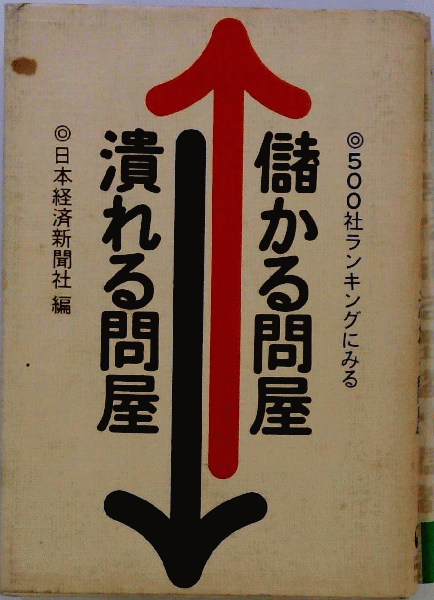 ◎500社ランキングにみる
儲かる問屋
潰れる問屋
◎日本経済新聞社 編